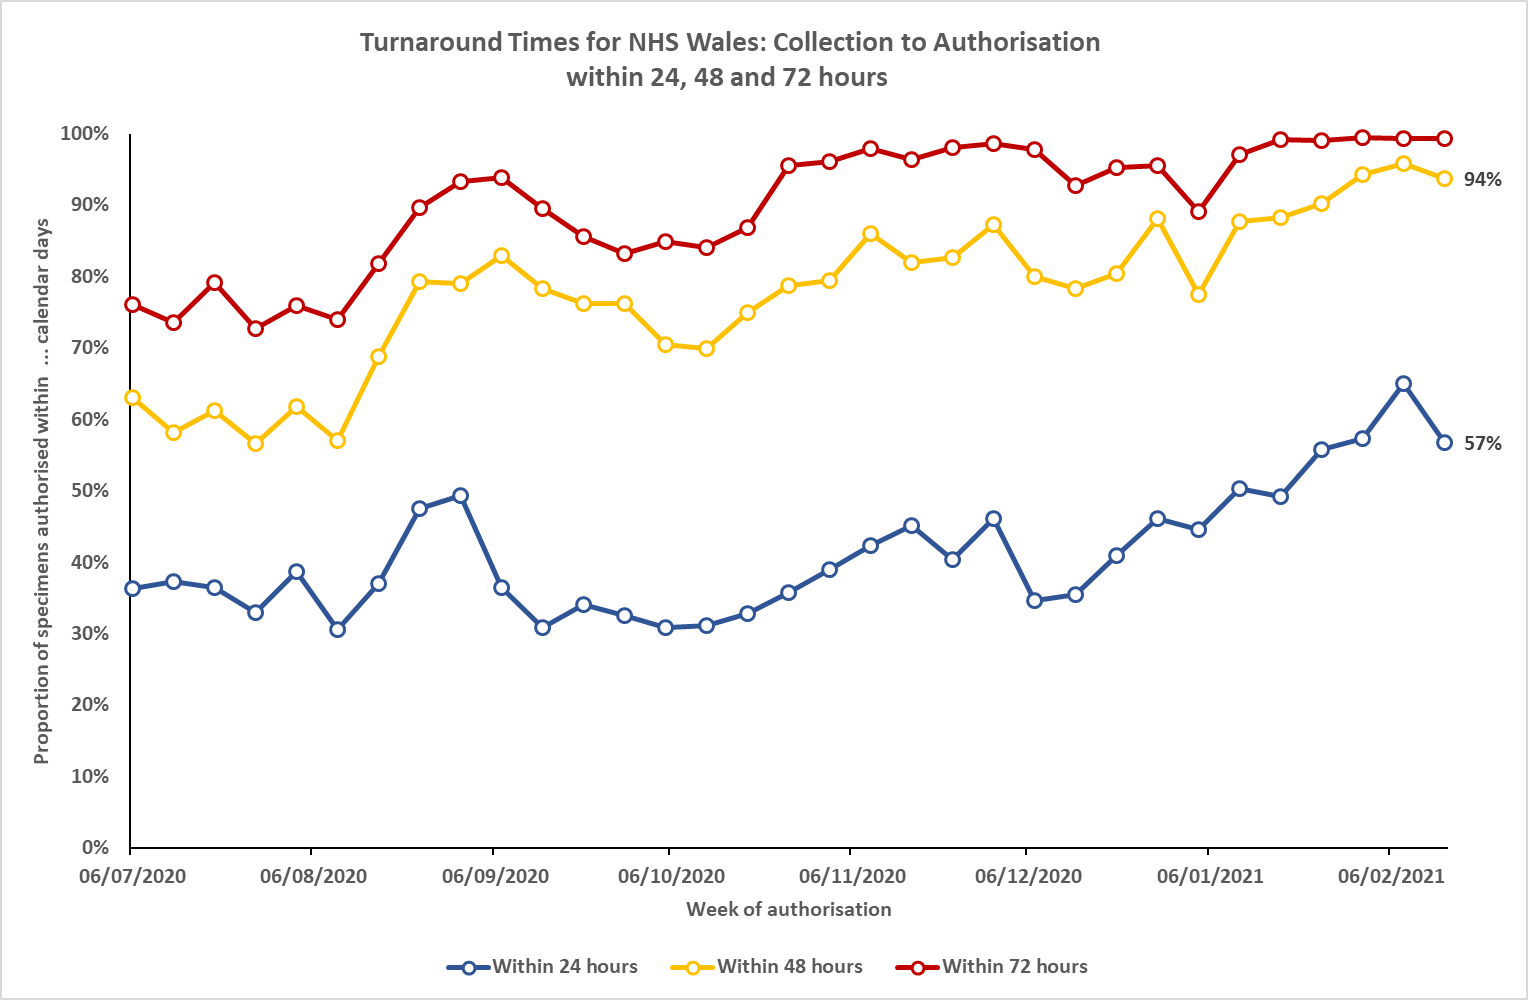 Turnaround Times for NHS Wales: Collection to Authorisation
within 24, 48 and 72 hours
Proportion of specimens authorised within ... calendar days
100%
90%
80%
70%
60%
50%
40%
30%
20%
10%
0%
94%
57%
06/07/2020 06/08/2020 06/09/2020 06/10/2020 06/11/2020 06/12/2020 06/01/2021 06/02/2021
Week of authorisation
Within 24 hours Within 48 hours Within 72 hours